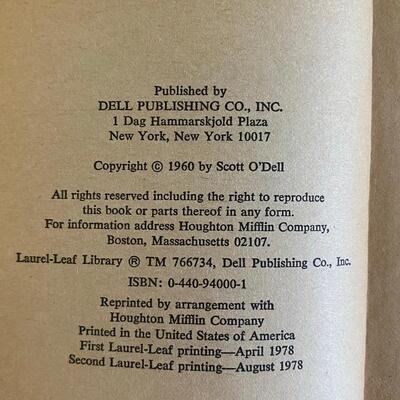 Published by
DELL PUBLISHING CO., INC.
1 Dag Hammarskjold Plaza
New York, New York 10017
Copyright © 1960 by Scott O'Dell
All rights reserved including the right to reproduce
this book or parts thereof in any form.
For information address Houghton Mifflin Company,
Boston, Massachusetts 02107.
Laurel-Leaf Library ® TM 766734, Dell Publishing Co., Inc.
ISBN: 0-440-94000-1
Reprinted by arrangement with
Houghton Mifflin Company
Printed in the United States of America
First Laurel-Leaf printing—April 1978
Second Laurel-Leaf printing—August 1978